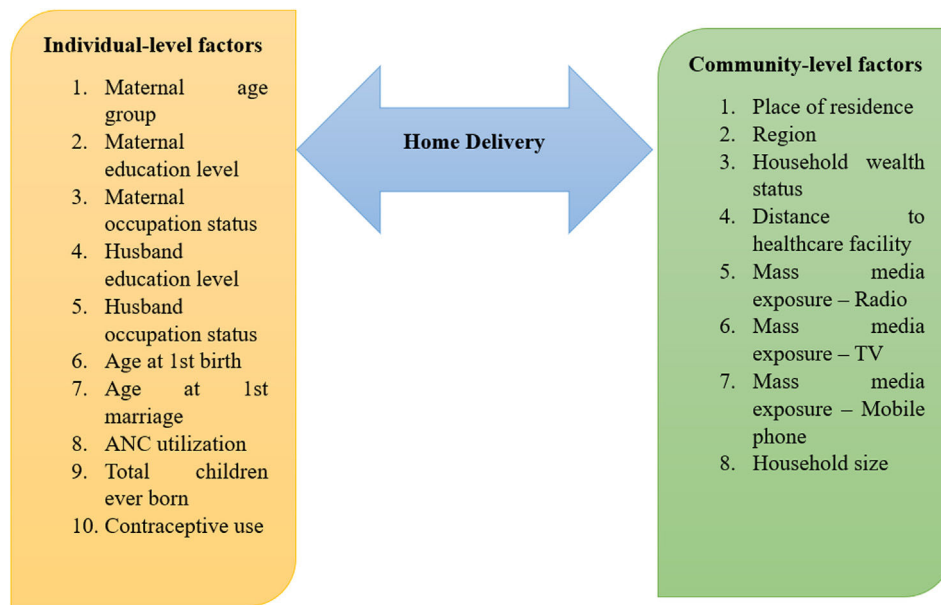 Individual-level factors
1. Maternal age
group
2. Maternal
education level
3. Maternal
occupation status
4. Husband
education level
5. Husband
occupation status
6. Age at 1st birth
7. Age at 1st
marriage
8. ANC utilization
9. Total children
ever born
10. Contraceptive use
Home Delivery
Community-level factors
1. Place of residence
2. Region
3. Household wealth
status
4. Distance to
healthcare facility
5. Mass media
exposure – Radio
6. Mass media
exposure – TV
7. Mass media
exposure – Mobile
phone
8. Household size